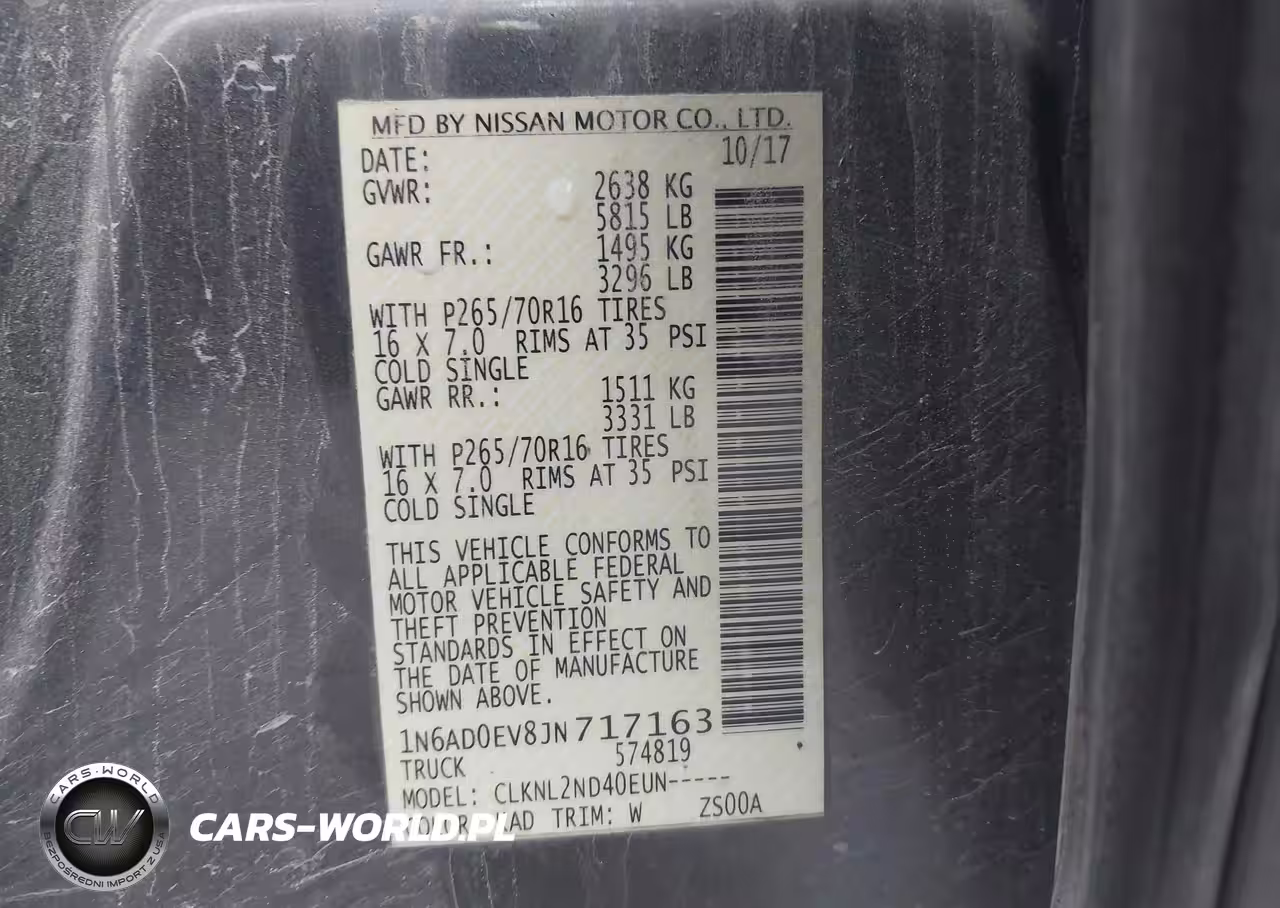 MFD BY NISSAN MOTOR CO., LTD.
DATE: 10/17
GVWR: 2638 KG
5815 LB
GAWR FR.: 1495 KG
3296 LB
WITH P265/70R16 TIRES
16 X 7.0 RIMS AT 35 PSI
COLD SINGLE
GAWR RR.: 1511 KG
3331 LB
WITH P265/70R16 TIRES
16 X 7.0 RIMS AT 35 PSI
COLD SINGLE
THIS VEHICLE CONFORMS TO
ALL APPLICABLE FEDERAL
MOTOR VEHICLE SAFETY AND
THEFT PREVENTION
STANDARDS IN EFFECT ON
THE DATE OF MANUFACTURE
SHOWN ABOVE.
1N6AD0EV8JN717163
TRUCK 574819
MODEL: CLKNL2ND40EUN-----
TRIM: W ZS00A
CARS-WORLD
CW
BEZPOŚREDNI IMPORT Z USA
CARS-WORLD.PL